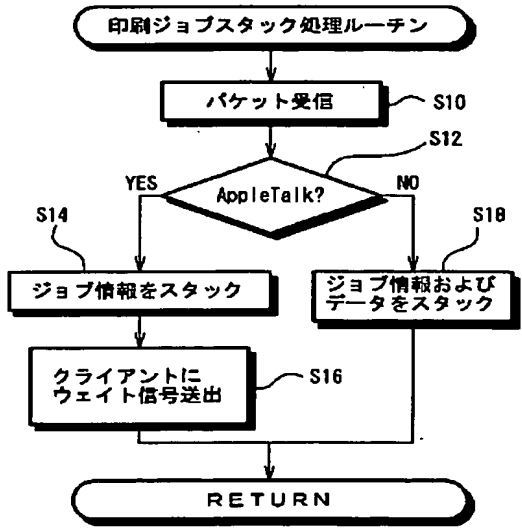 印刷ジョブスタック処理ルーチン
パケット受信
S10
S12
AppleTalk?
YES
NO
S14
S18
ジョブ情報をスタック
ジョブ情報および
データをスタック
クライアントに
ウェイト信号送出
S16
RETURN